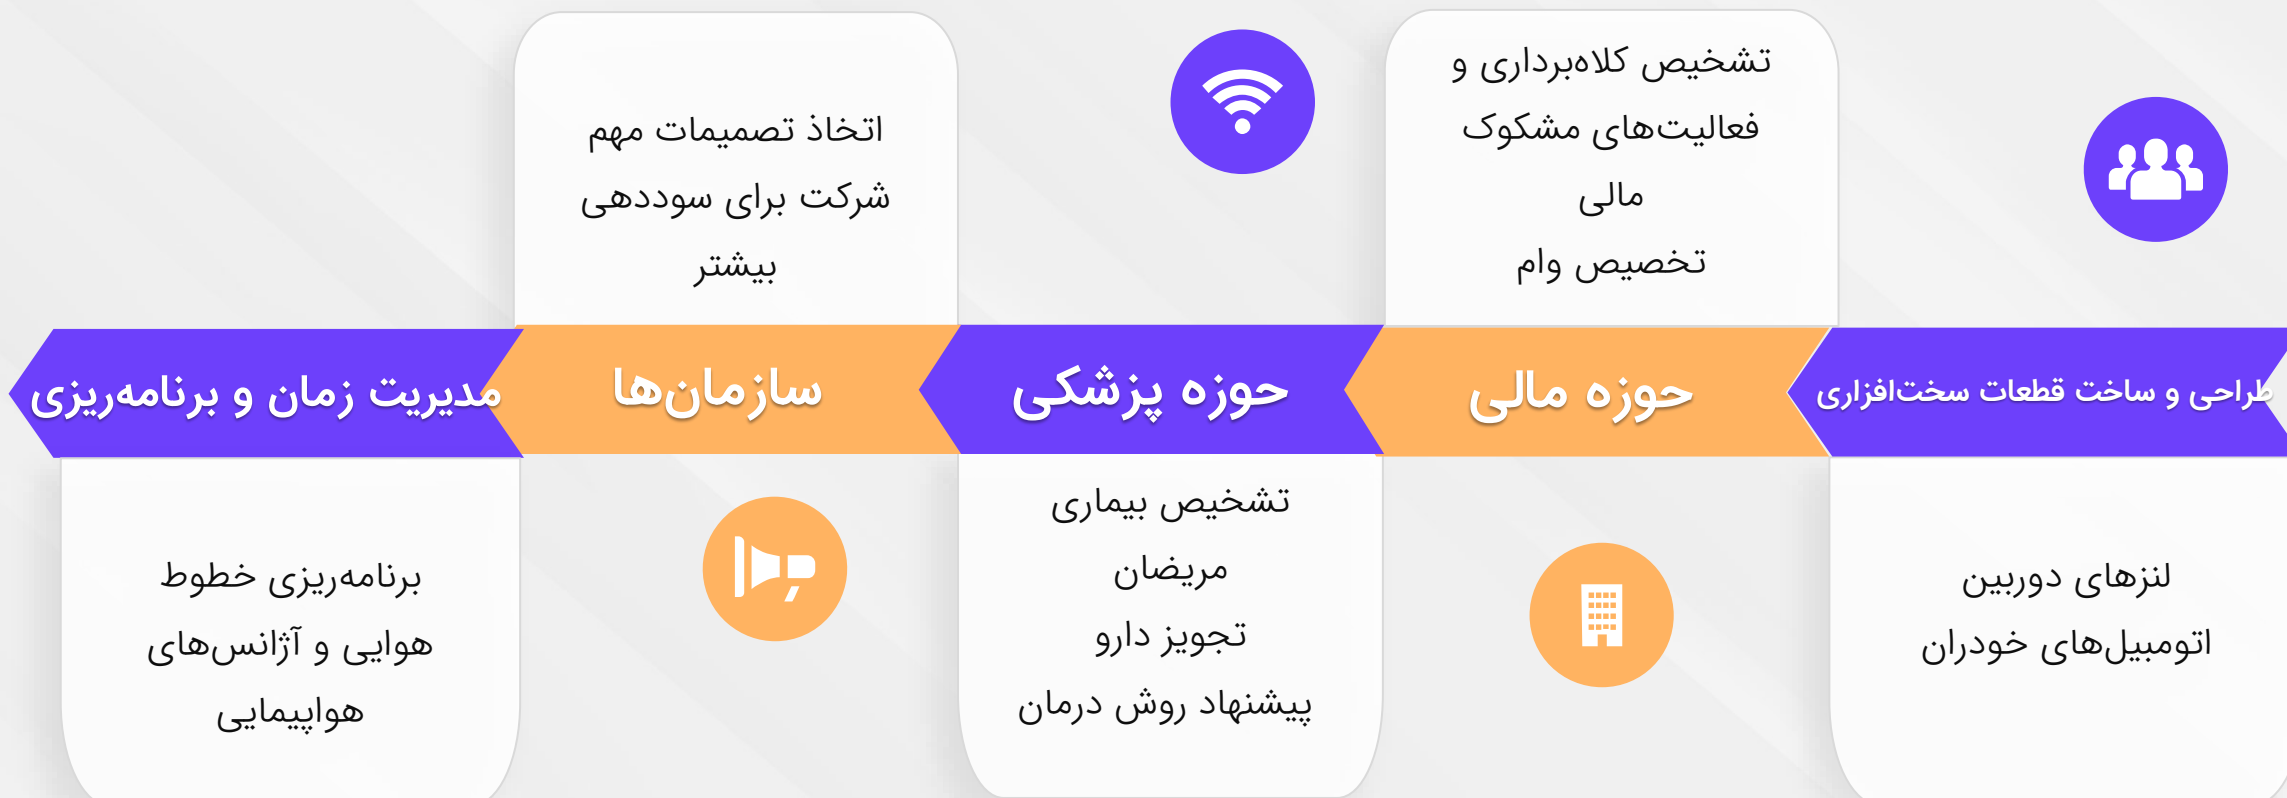 طراحی و ساخت قطعات سخت‌افزاری
لنزهای دوربین
اتومبیل‌های خودران
حوزه مالی
تشخیص کلاه‌برداری و
فعالیت‌های مشکوک
مالی
تخصیص وام
حوزه پزشکی
تشخیص بیماری
مریضان
تجویز دارو
پیشنهاد روش درمان
سازمان‌ها
اتخاذ تصمیمات مهم
شرکت برای سوددهی
بیشتر
مدیریت زمان و برنامه‌ریزی
برنامه‌ریزی خطوط
هوایی و آژانس‌های
هواپیمایی